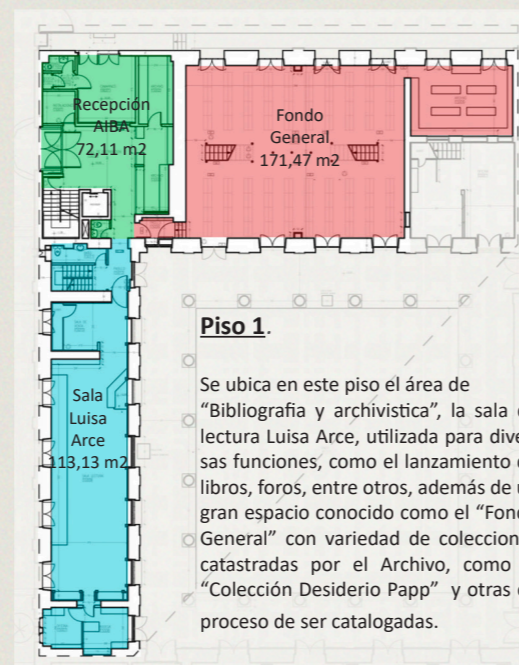 Recepción
AIBA
72,11 m2
Fondo
General
171,47 m2
Sala
Luisa
Arce
113,13 m2
Piso 1.
Se ubica en este piso el área de
“Bibliografia y archivistica”, la sala
lectura Luisa Arce, utilizada para dive
sas funciones, como el lanzamiento
libros, foros, entre otros, además de
gran espacio conocido como el “Fon
General” con variedad de coleccion
catastradas por el Archivo, como
“Colección Desiderio Papp” y otras
proceso de ser catalogadas.